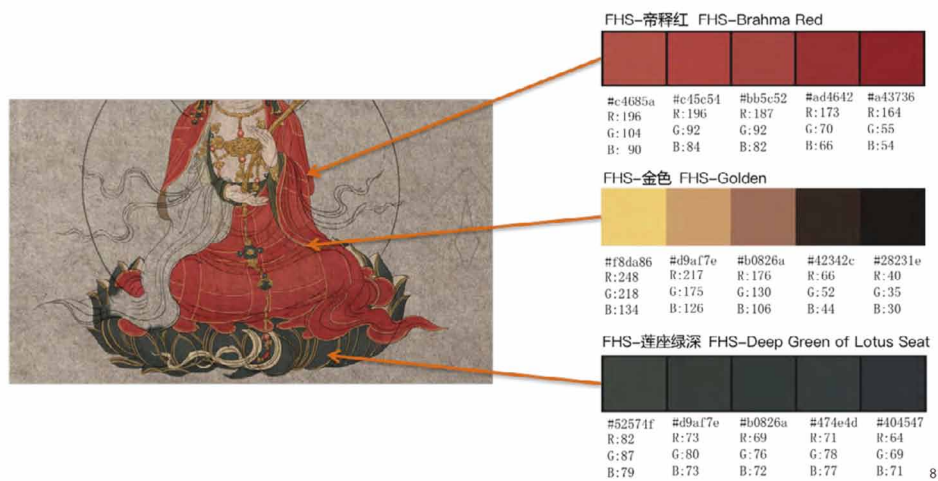 FHS-帝释红 FHS-Brahma Red
#c4685a #c45c54 #bb5c52 #ad4642 #a43736
R:196 R:196 R:187 R:173 R:164
G:104 G:92 G:92 G:70 G:55
B: 90 B:84 B:82 B:66 B:54
FHS-金色 FHS-Golden
#f8da86 #d9af7e #b0826a #42342c #28231e
R:248 R:217 R:176 R:66 R:40
G:218 G:175 G:130 G:52 G:35
B:134 B:126 B:106 B:44 B:30
FHS-莲座绿深 FHS-Deep Green of Lotus Seat
#52574f #d9af7e #b0826a #474e4d #404547
R:82 R:73 R:69 R:71 R:64
G:87 G:80 G:76 G:78 G:69
B:79 B:73 B:72 B:77 B:71
8